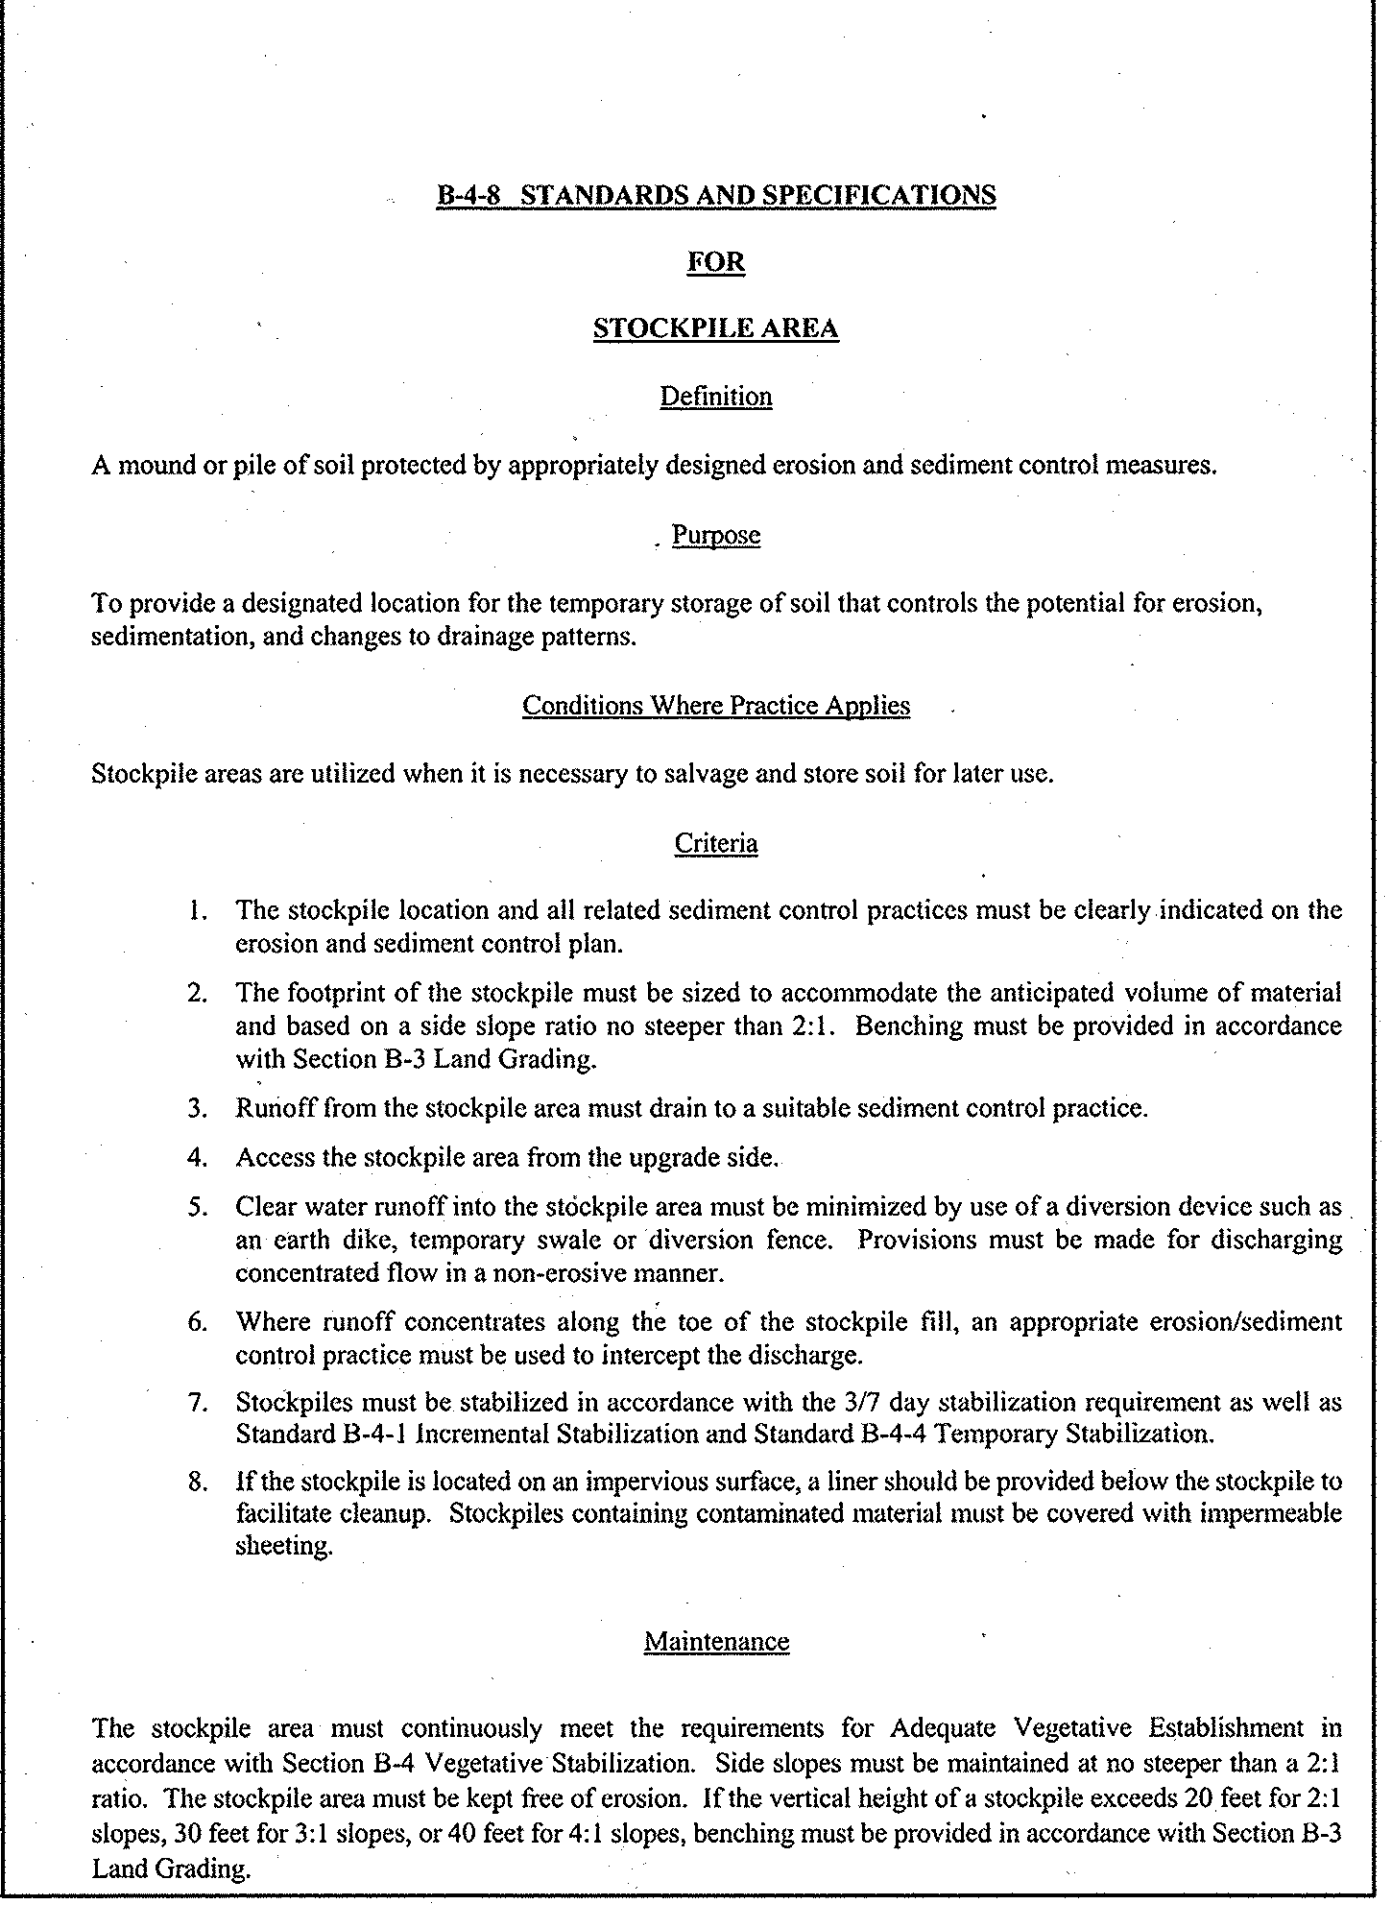 B-4-8 STANDARDS AND SPECIFICATIONS
FOR
STOCKPILE AREA
Definition
A mound or pile of soil protected by appropriately designed erosion and sediment control measures.
Purpose
To provide a designated location for the temporary storage of soil that controls the potential for erosion,
sedimentation, and changes to drainage patterns.
Conditions Where Practice Applies
Stockpile areas are utilized when it is necessary to salvage and store soil for later use.
Criteria
1. The stockpile location and all related sediment control practices must be clearly indicated on the
erosion and sediment control plan.
2. The footprint of the stockpile must be sized to accommodate the anticipated volume of material
and based on a side slope ratio no steeper than 2:1. Benching must be provided in accordance
with Section B-3 Land Grading.
3. Runoff from the stockpile area must drain to a suitable sediment control practice.
4. Access the stockpile area from the upgrade side.
5. Clear water runoff into the stockpile area must be minimized by use of a diversion device such as
an earth dike, temporary swale or diversion fence. Provisions must be made for discharging
concentrated flow in a non-erosive manner.
6. Where runoff concentrates along the toe of the stockpile fill, an appropriate erosion/sediment
control practice must be used to intercept the discharge.
7. Stockpiles must be stabilized in accordance with the 3/7 day stabilization requirement as well as
Standard B-4-1 Incremental Stabilization and Standard B-4-4 Temporary Stabilization.
8. If the stockpile is located on an impervious surface, a liner should be provided below the stockpile to
facilitate cleanup. Stockpiles containing contaminated material must be covered with impermeable
sheeting.
Maintenance
The stockpile area must continuously meet the requirements for Adequate Vegetative Establishment in
accordance with Section B-4 Vegetative Stabilization. Side slopes must be maintained at no steeper than a 2:1
ratio. The stockpile area must be kept free of erosion. If the vertical height of a stockpile exceeds 20 feet for 2:1
slopes, 30 feet for 3:1 slopes, or 40 feet for 4:1 slopes, benching must be provided in accordance with Section B-3
Land Grading.